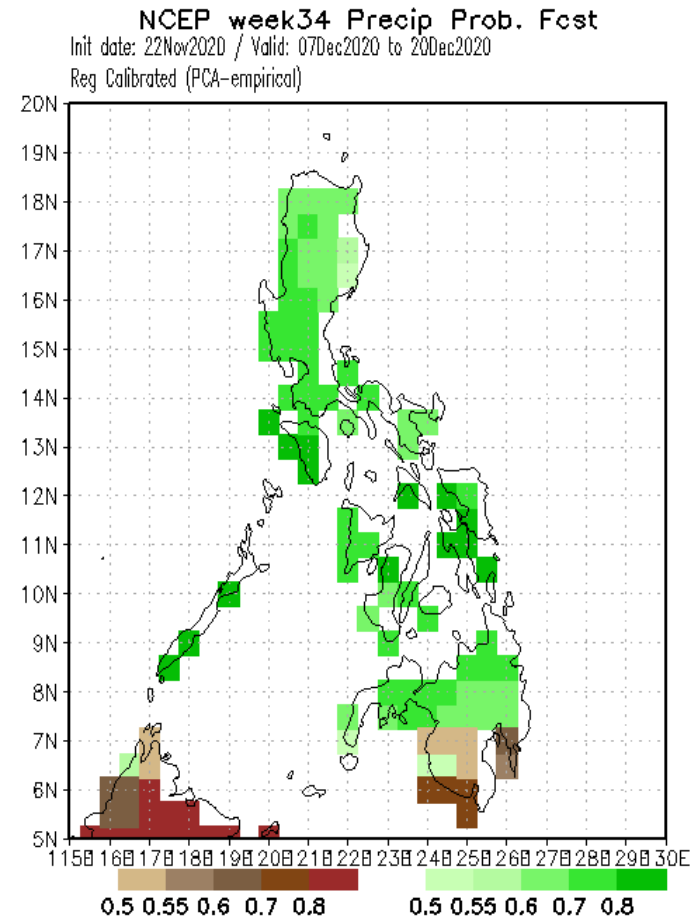 NCEP week34 Precip Prob. Fcst
Init date: 22Nov2020 / Valid: 07Dec2020 to 20Dec2020
Reg Calibrated (PCA-empirical)
20N
19N
18N
17N
16N
15N
14N
13N
12N
11N
10N
9N
8N
7N
6N
5N
115E 116E 117E 118E 119E 120E 121E 122E 123E 124E 125E 126E 127E 128E 129E 130E
0.5 0.55 0.6 0.7 0.8 0.5 0.55 0.6 0.7 0.8